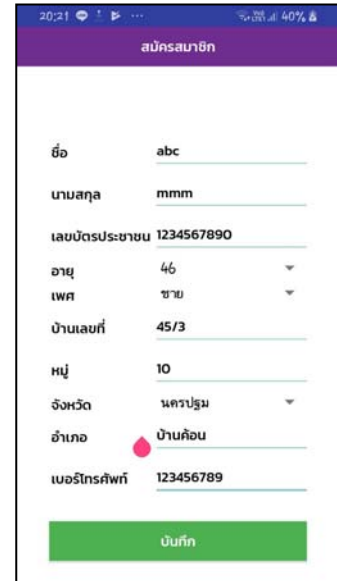 20:21 ... 40%
สมัครสมาชิก
ชื่อ abc
นามสกุล mmm
เลขบัตรประชาชน 1234567890
อายุ 46
เพศ ชาย
บ้านเลขที่ 45/3
หมู่ 10
จังหวัด นครปฐม
อำเภอ บ้านค้อน
เบอร์โทรศัพท์ 123456789
บันทึก